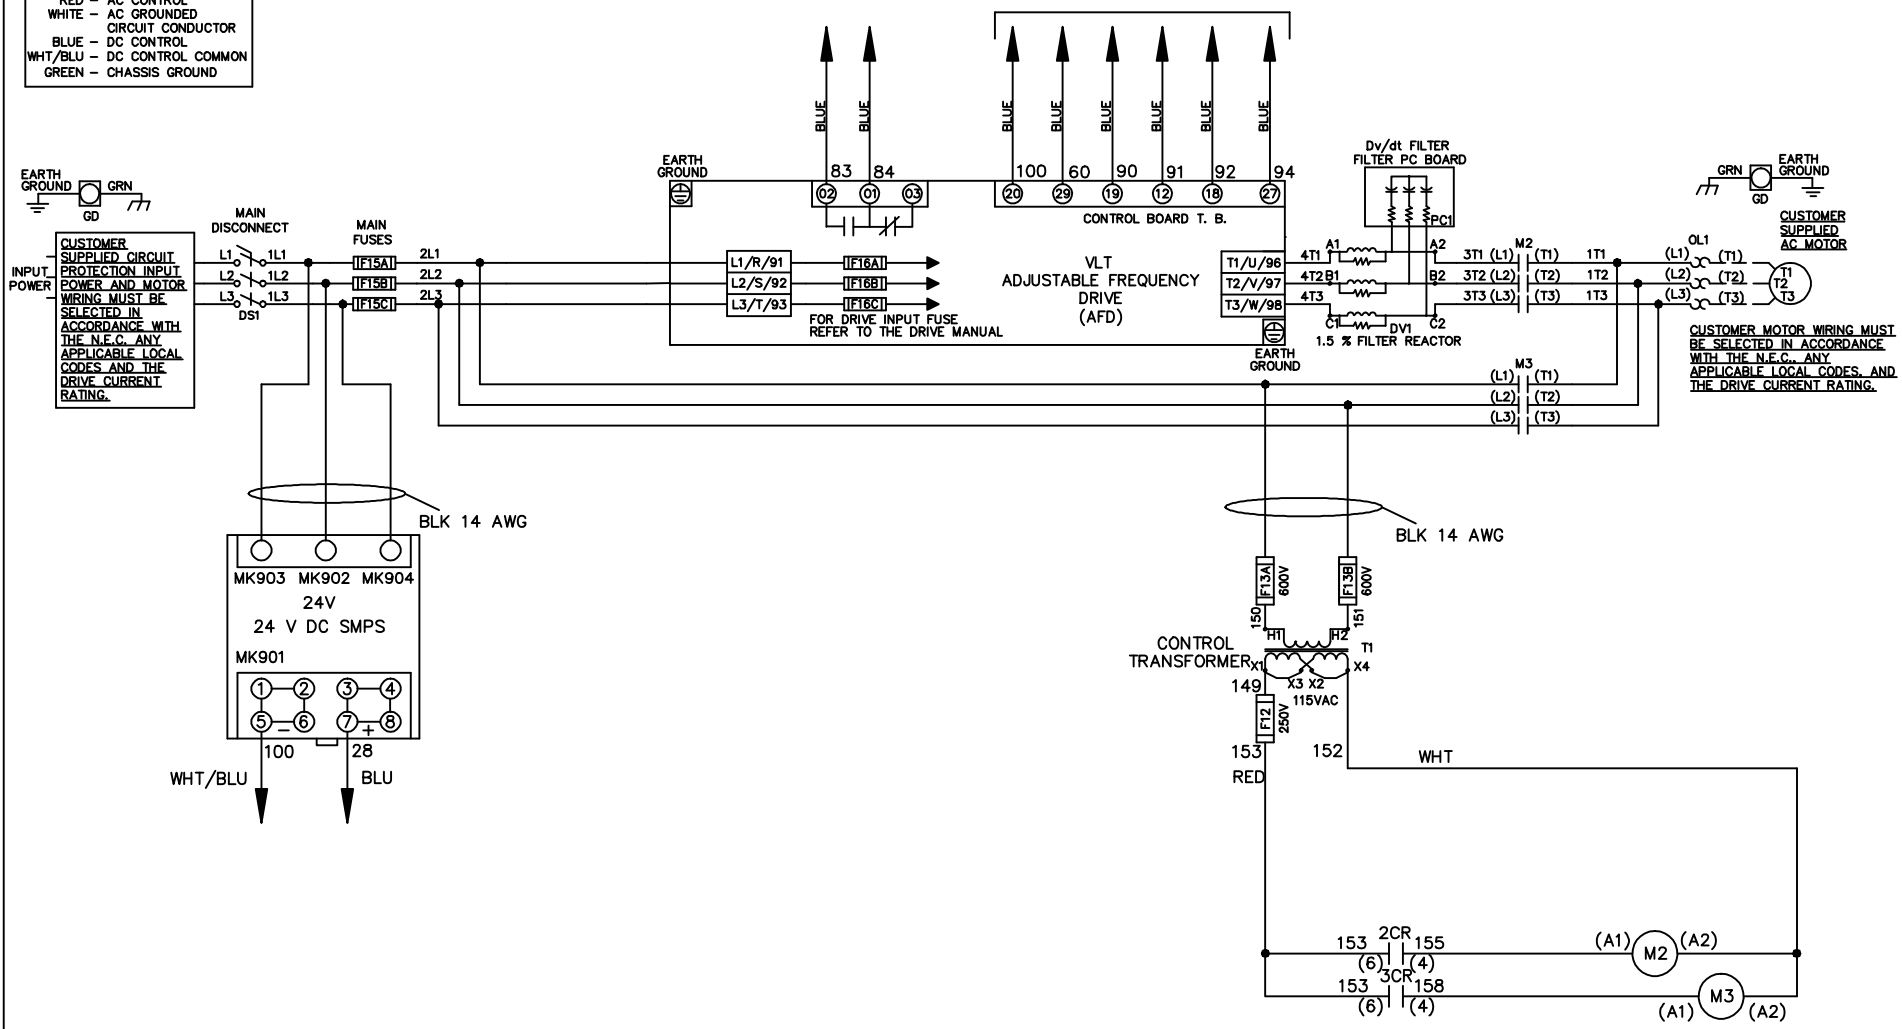 RED - AC CONTROL
WHITE - AC GROUNDED
CIRCUIT CONDUCTOR
BLUE - DC CONTROL
WHT/BLU - DC CONTROL COMMON
GREEN - CHASSIS GROUND
BLUE
BLUE
BLUE
BLUE
BLUE
BLUE
BLUE
BLUE
EARTH
GROUND
GRN
GD
EARTH
GROUND
83
84
02
01
03
100
60
90
91
92
94
20
29
19
12
18
27
CONTROL BOARD T. B.
Dv/dt FILTER
FILTER PC BOARD
PC1
GRN
EARTH
GROUND
GD
CUSTOMER
SUPPLIED
AC MOTOR
INPUT
POWER
CUSTOMER
SUPPLIED CIRCUIT
PROTECTION INPUT
POWER AND MOTOR
WIRING MUST BE
SELECTED IN
ACCORDANCE WITH
THE N.E.C. ANY
APPLICABLE LOCAL
CODES AND THE
DRIVE CURRENT
RATING.
MAIN
DISCONNECT
L1
1L1
L2
1L2
L3
1L3
DS1
MAIN
FUSES
F15A
F15B
F15C
2L1
2L2
2L3
L1/R/91
L2/S/92
L3/T/93
F16A
F16B
F16C
FOR DRIVE INPUT FUSE
REFER TO THE DRIVE MANUAL
VLT
ADJUSTABLE FREQUENCY
DRIVE
(AFD)
T1/U/96
T2/V/97
T3/W/98
EARTH
GROUND
4T1
4T2
4T3
A1
A2
B1
B2
C1
C2
DV1
1.5 % FILTER REACTOR
M2
3T1 (L1) (T1) 1T1
3T2 (L2) (T2) 1T2
3T3 (L3) (T3) 1T3
OL1
(L1) (T1)
(L2) (T2)
(L3) (T3)
T1
T2
T3
CUSTOMER MOTOR WIRING MUST
BE SELECTED IN ACCORDANCE
WITH THE N.E.C., ANY
APPLICABLE LOCAL CODES, AND
THE DRIVE CURRENT RATING.
M3
(L1) (T1)
(L2) (T2)
(L3) (T3)
BLK 14 AWG
BLK 14 AWG
MK903 MK902 MK904
24V
24 V DC SMPS
MK901
1 2 3 4
5 6 7 8
- +
100
28
WHT/BLU
BLU
F13A
600V
F13B
600V
150
151
H1
H2
T1
CONTROL
TRANSFORMER
X1
X4
X3 X2
115VAC
149
F12
250V
153
RED
152
WHT
2CR
153 155
(6) (4)
(A1) M2 (A2)
3CR
153 158
(6) (4)
(A1) M3 (A2)